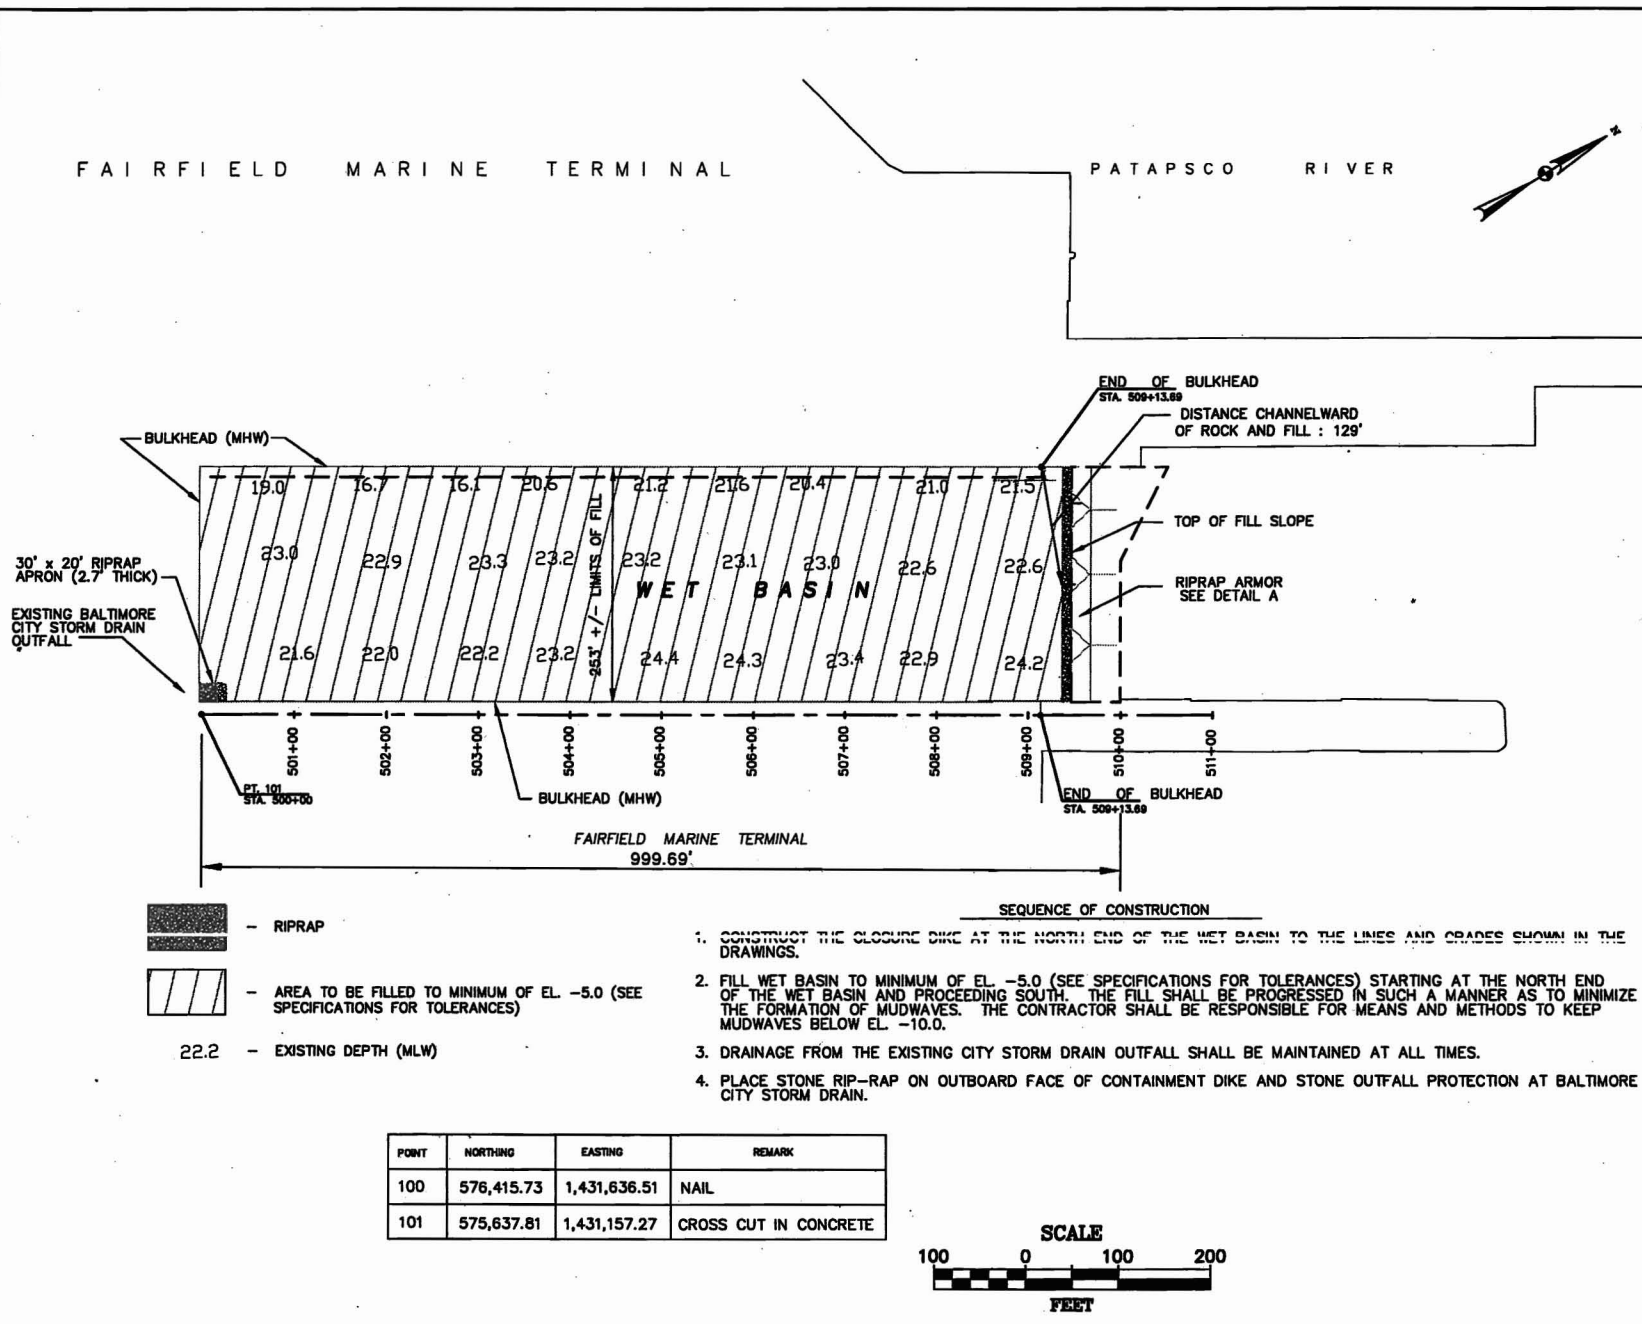 FAIRFIELD MARINE TERMINAL
PATAPSCO RIVER
N
END OF BULKHEAD
STA. 509+13.69
DISTANCE CHANNELWARD
OF ROCK AND FILL : 129'
BULKHEAD (MHW)
19.0 16.7 16.1 20.6 21.2 21.6 20.4 21.0 21.5
TOP OF FILL SLOPE
30' x 20' RIPRAP
APRON (2.7' THICK)
23.0 22.9 23.3 23.2 23.2 23.1 23.0 22.6 22.6
WET BASIN
253' +/- LIMITS OF FILL
RIPRAP ARMOR
SEE DETAIL A
EXISTING BALTIMORE
CITY STORM DRAIN
OUTFALL
21.6 22.0 22.2 23.2 24.4 24.3 23.4 22.9 24.2
501+00 502+00 503+00 504+00 505+00 506+00 507+00 508+00 509+00 510+00 511+00
PT. 101
STA. 500+00
BULKHEAD (MHW)
END OF BULKHEAD
STA. 509+13.69
FAIRFIELD MARINE TERMINAL
999.69'
- RIPRAP
- AREA TO BE FILLED TO MINIMUM OF EL. -5.0 (SEE
SPECIFICATIONS FOR TOLERANCES)
22.2 - EXISTING DEPTH (MLW)
SEQUENCE OF CONSTRUCTION
1. CONSTRUCT THE CLOSURE DIKE AT THE NORTH END OF THE WET BASIN TO THE LINES AND GRADES SHOWN IN THE
DRAWINGS.
2. FILL WET BASIN TO MINIMUM OF EL. -5.0 (SEE SPECIFICATIONS FOR TOLERANCES) STARTING AT THE NORTH END
OF THE WET BASIN AND PROCEEDING SOUTH. THE FILL SHALL BE PROGRESSED IN SUCH A MANNER AS TO MINIMIZE
THE FORMATION OF MUDWAVES. THE CONTRACTOR SHALL BE RESPONSIBLE FOR MEANS AND METHODS TO KEEP
MUDWAVES BELOW EL. -10.0.
3. DRAINAGE FROM THE EXISTING CITY STORM DRAIN OUTFALL SHALL BE MAINTAINED AT ALL TIMES.
4. PLACE STONE RIP-RAP ON OUTBOARD FACE OF CONTAINMENT DIKE AND STONE OUTFALL PROTECTION AT BALTIMORE
CITY STORM DRAIN.
POINT NORTHING EASTING REMARK
100 576,415.73 1,431,636.51 NAIL
101 575,637.81 1,431,157.27 CROSS CUT IN CONCRETE
SCALE
100 0 100 200
FEET